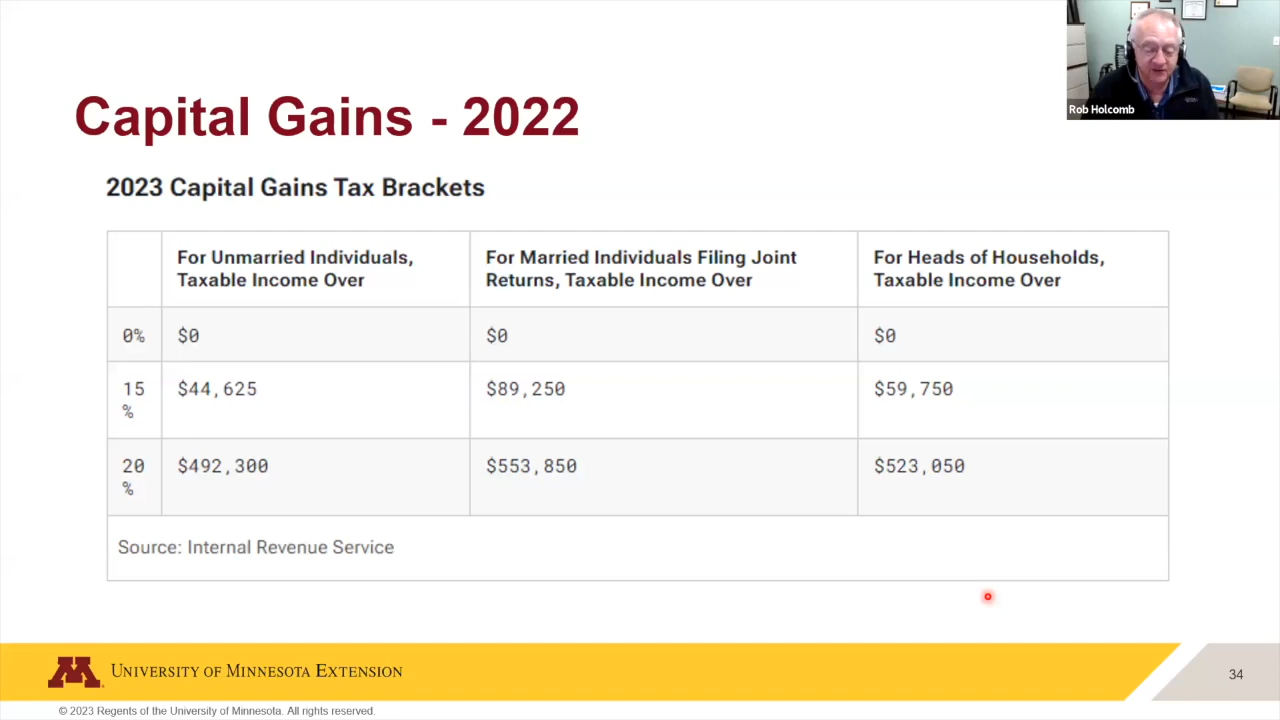 Rob Holcomb
Capital Gains - 2022
2023 Capital Gains Tax Brackets
For Unmarried Individuals,
Taxable Income Over
For Married Individuals Filing Joint
Returns, Taxable Income Over
For Heads of Households,
Taxable Income Over
0% $0 $0 $0
15 $44,625 $89,250 $59,750
%
20 $492,300 $553,850 $523,050
%
Source: Internal Revenue Service
M UNIVERSITY OF MINNESOTA EXTENSION
34
© 2023 Regents of the University of Minnesota. All rights reserved.